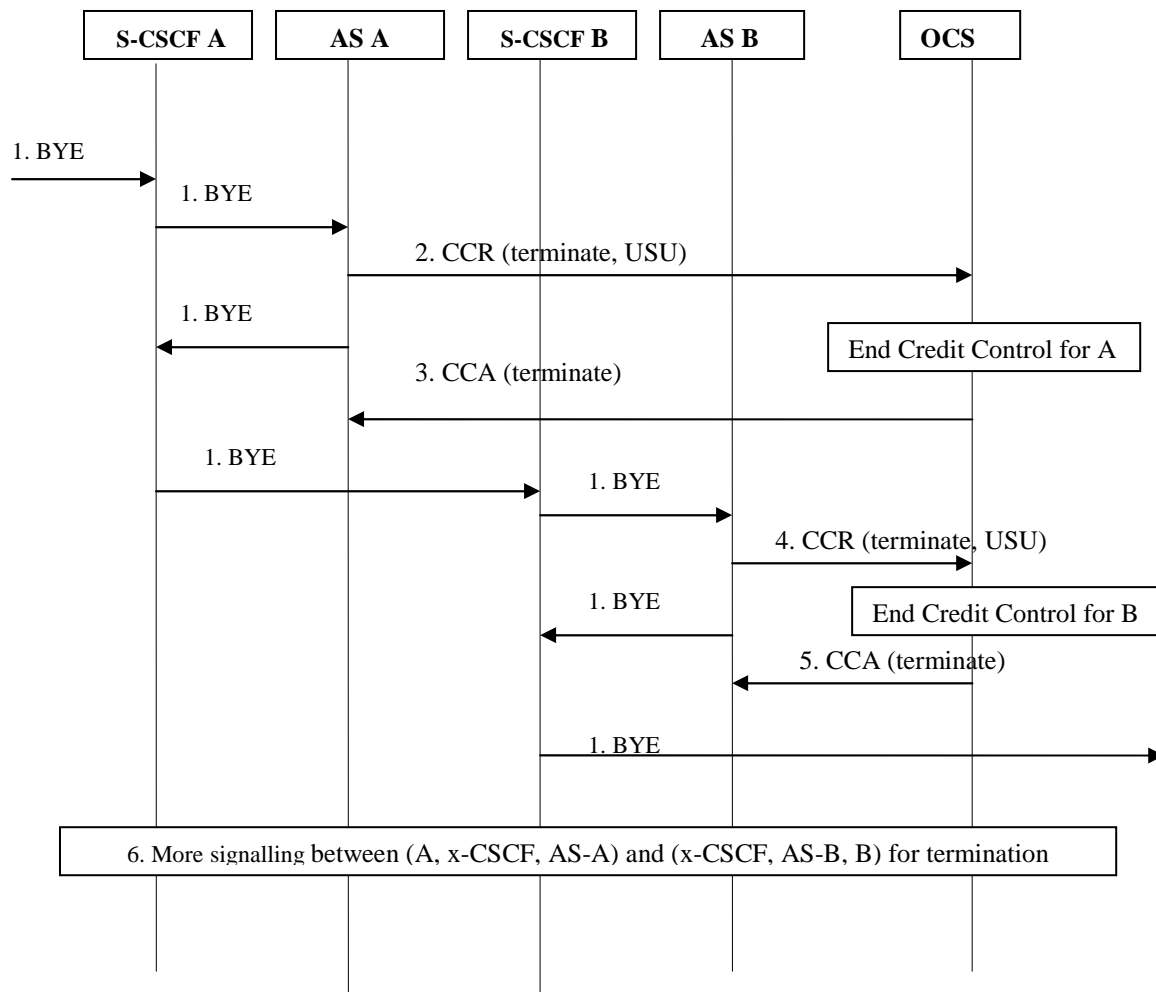 S-CSCF A
AS A
S-CSCF B
AS B
OCS
1. BYE
1. BYE
2. CCR (terminate, USU)
1. BYE
End Credit Control for A
3. CCA (terminate)
1. BYE
1. BYE
4. CCR (terminate, USU)
1. BYE
End Credit Control for B
5. CCA (terminate)
1. BYE
6. More signalling between (A, x-CSCF, AS-A) and (x-CSCF, AS-B, B) for termination